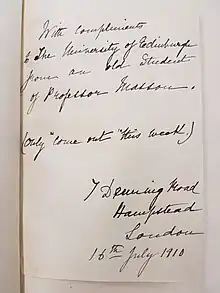 With compliments
to The University of Edinburgh
from an old Student
of Professor Masson.
(Only "come out" this week.)
7 Denning Road
Hampstead
London
16th July 1910